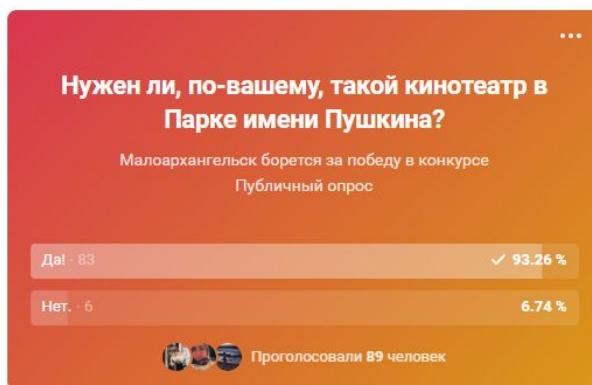 Нужен ли, по-вашему, такой кинотеатр в
Парке имени Пушкина?
Малоархангельск борется за победу в конкурсе
Публичный опрос
Да! · 83 93.26 %
Нет. · 6 6.74 %
Проголосовали 89 человек